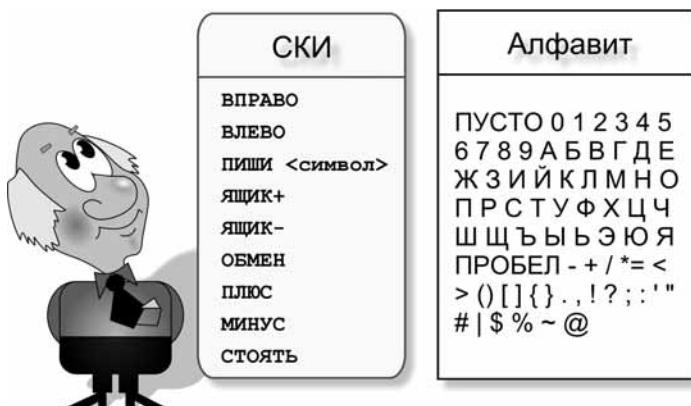 СКИ
ВПРАВО
ВЛЕВО
ПИШИ <символ>
ЯЩИК+
ЯЩИК-
ОБМЕН
ПЛЮС
МИНУС
СТОЯТЬ
Алфавит
ПУСТО 0 1 2 3 4 5
6 7 8 9 А Б В Г Д Е
Ж З И Й К Л М Н О
П Р С Т У Ф Х Ц Ч
Ш Щ Ъ Ы Ь Э Ю Я
ПРОБЕЛ - + / *= <
> () [ ] { } . , ! ? ; : ' "
# | $ % ~ @